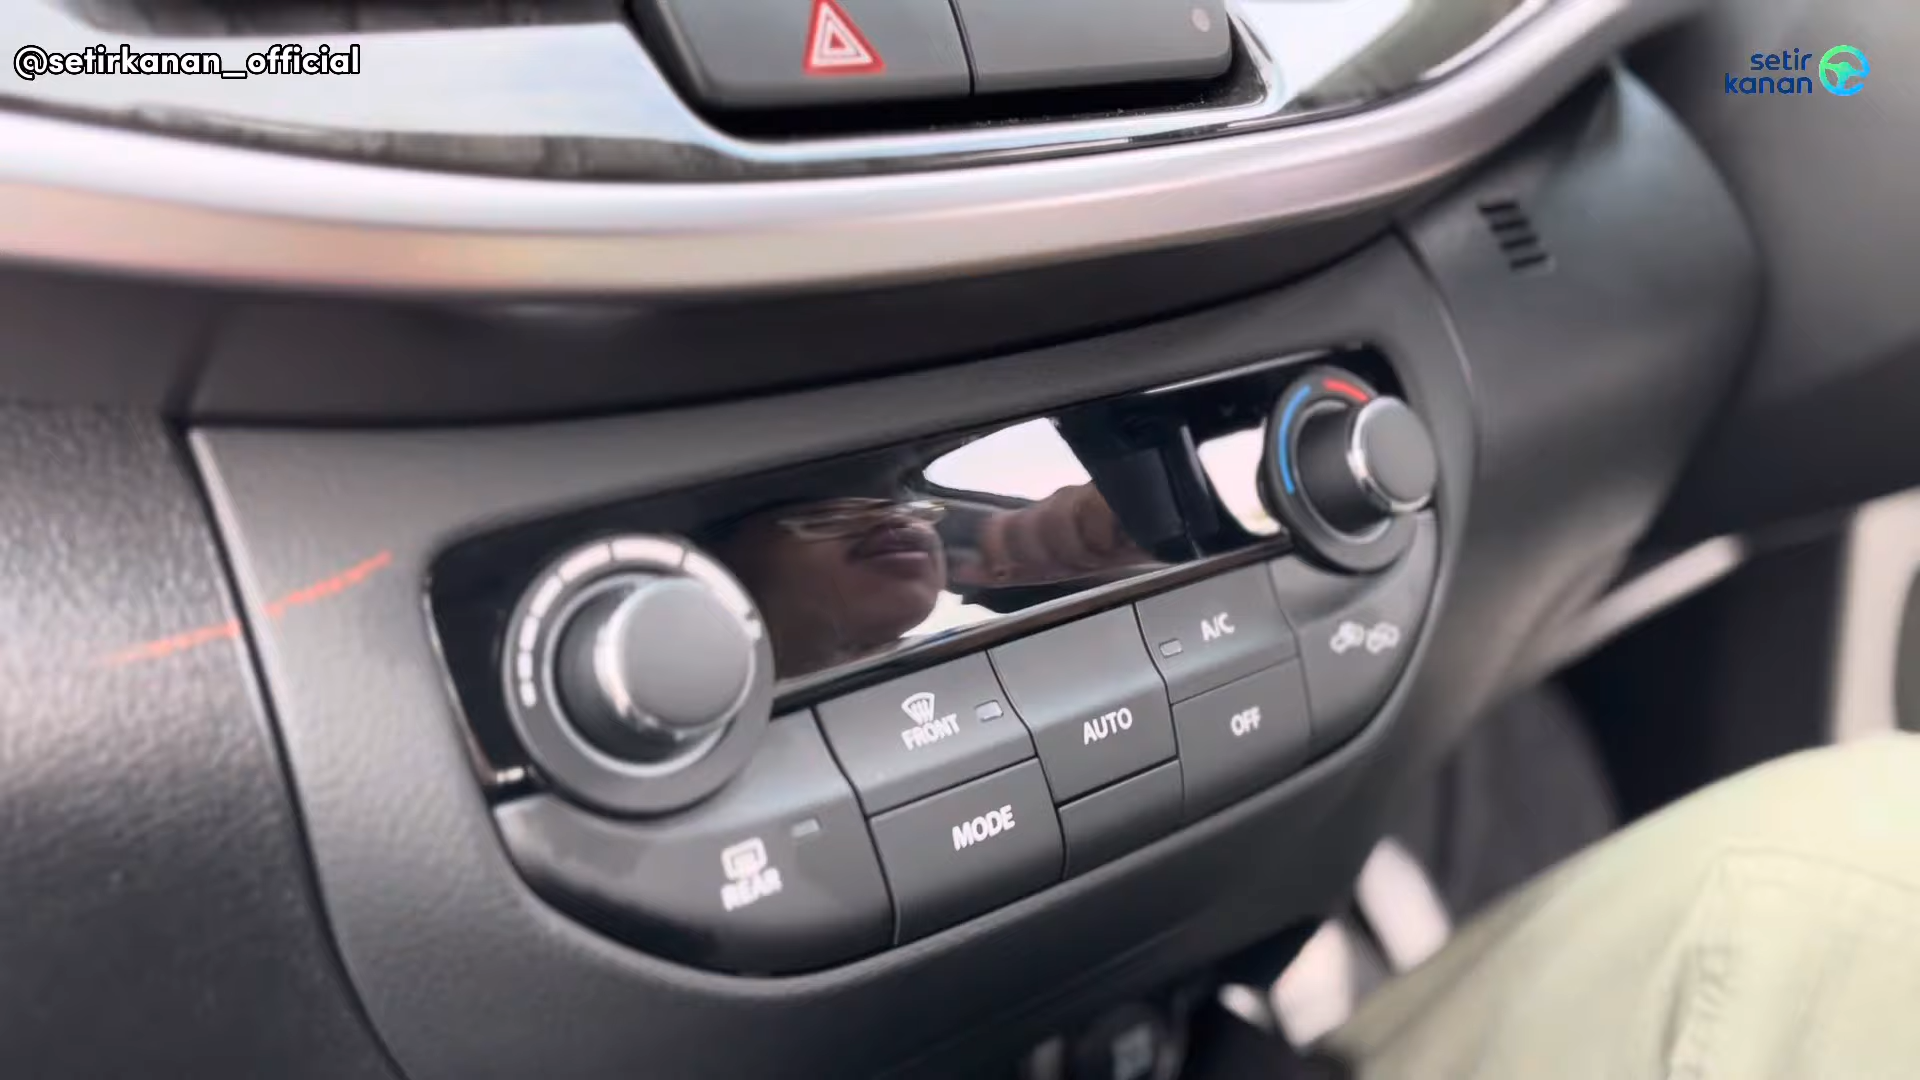 @setirkanan_official
setir
kanan
A/C
FRONT
AUTO
OFF
MODE
REAR